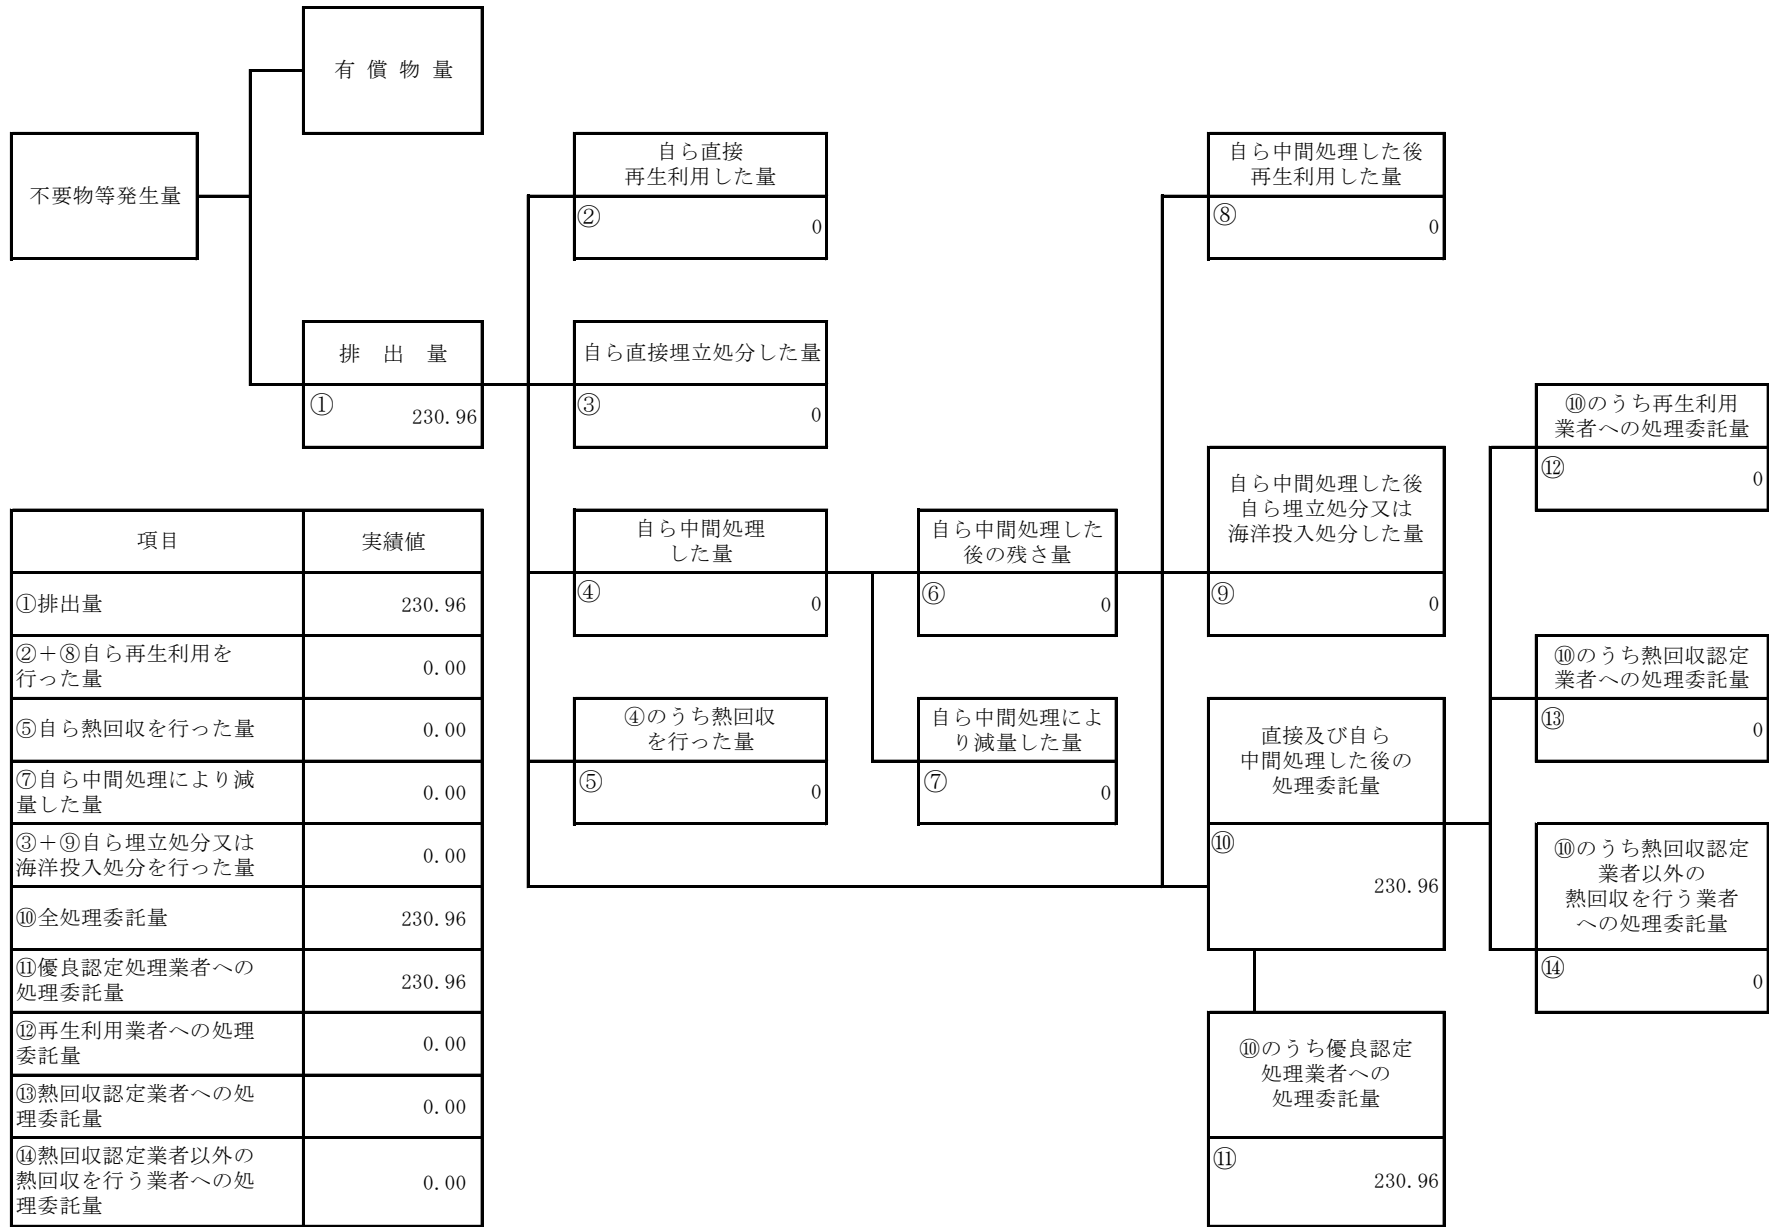 有 償 物 量
不要物等発生量
自ら直接
再生利用した量
②
0
自ら中間処理した後
再生利用した量
⑧
0
排 出 量
①
230.96
自ら直接埋立処分した量
③
0
⑩のうち再生利用
業者への処理委託量
⑫
0
自ら中間処理した後
自ら埋立処分又は
海洋投入処分した量
⑨
0
自ら中間処理
した量
④
0
自ら中間処理した
後の残さ量
⑥
0
⑩のうち熱回収認定
業者への処理委託量
⑬
0
④のうち熱回収
を行った量
⑤
0
自ら中間処理によ
り減量した量
⑦
0
直接及び自ら
中間処理した後の
処理委託量
⑩
230.96
⑩のうち熱回収認定
業者以外の
熱回収を行う業者
への処理委託量
⑭
0
⑩のうち優良認定
処理業者への
処理委託量
⑪
230.96
項目 実績値
①排出量 230.96
②+⑧自ら再生利用を
行った量 0.00
⑤自ら熱回収を行った量 0.00
⑦自ら中間処理により減
量した量 0.00
③+⑨自ら埋立処分又は
海洋投入処分を行った量 0.00
⑩全処理委託量 230.96
⑪優良認定処理業者への
処理委託量 230.96
⑫再生利用業者への処理
委託量 0.00
⑬熱回収認定業者への処
理委託量 0.00
⑭熱回収認定業者以外の
熱回収を行う業者への処
理委託量 0.00